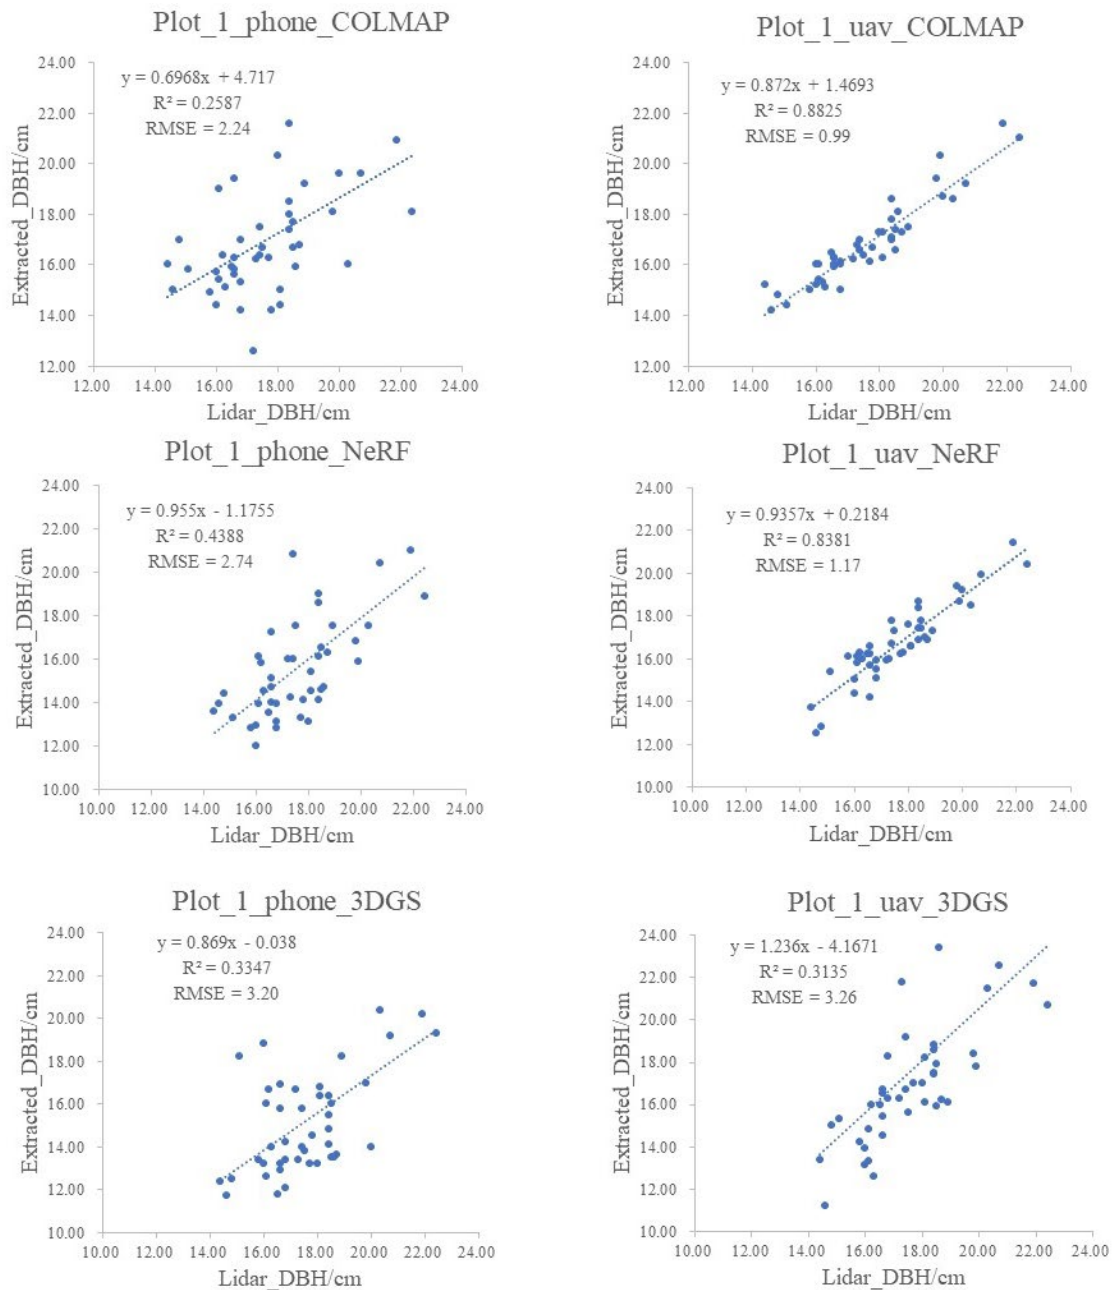 Plot_1_phone_COLMAP
24.00
22.00
20.00
18.00
16.00
14.00
12.00
Extracted_DBH/cm
y = 0.6968x + 4.717
R² = 0.2587
RMSE = 2.24
12.00 14.00 16.00 18.00 20.00 22.00 24.00
Lidar_DBH/cm
Plot_1_uav_COLMAP
24.00
22.00
20.00
18.00
16.00
14.00
12.00
Extracted_DBH/cm
y = 0.872x + 1.4693
R² = 0.8825
RMSE = 0.99
12.00 14.00 16.00 18.00 20.00 22.00 24.00
Lidar_DBH/cm
Plot_1_phone_NeRF
24.00
22.00
20.00
18.00
16.00
14.00
12.00
10.00
Extracted_DBH/cm
y = 0.955x - 1.1755
R² = 0.4388
RMSE = 2.74
10.00 12.00 14.00 16.00 18.00 20.00 22.00 24.00
Lidar_DBH/cm
Plot_1_uav_NeRF
24.00
22.00
20.00
18.00
16.00
14.00
12.00
10.00
Extracted_DBH/cm
y = 0.9357x + 0.2184
R² = 0.8381
RMSE = 1.17
10.00 12.00 14.00 16.00 18.00 20.00 22.00 24.00
Lidar_DBH/cm
Plot_1_phone_3DGS
24.00
22.00
20.00
18.00
16.00
14.00
12.00
10.00
Extracted_DBH/cm
y = 0.869x - 0.038
R² = 0.3347
RMSE = 3.20
10.00 12.00 14.00 16.00 18.00 20.00 22.00 24.00
Lidar_DBH/cm
Plot_1_uav_3DGS
24.00
22.00
20.00
18.00
16.00
14.00
12.00
10.00
Extracted_DBH/cm
y = 1.236x - 4.1671
R² = 0.3135
RMSE = 3.26
10.00 12.00 14.00 16.00 18.00 20.00 22.00 24.00
Lidar_DBH/cm